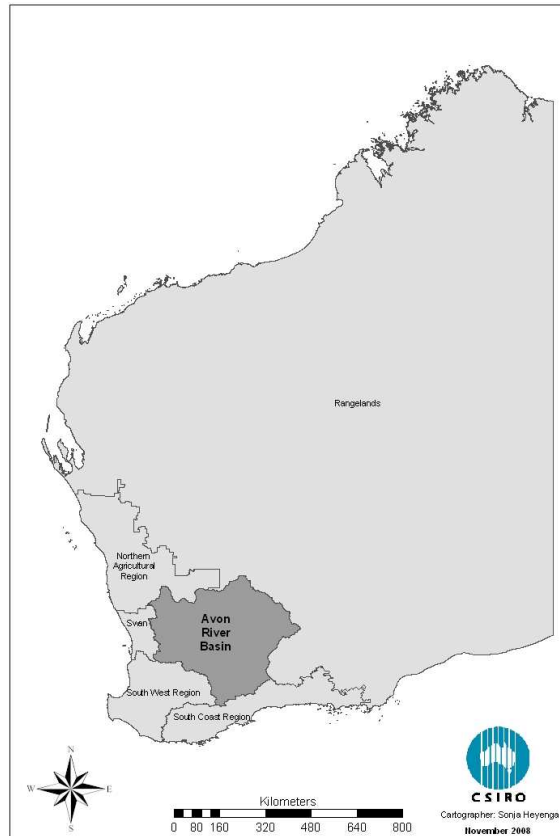 Rangelands
Northern
Agricultural
Region
Swan
Avon
River
Basin
South West Region
South Coast Region
N
W
E
S
Kilometers
0 80 160 320 480 640 800
CSIRO
Cartographer: Sonja Heyenga
November 2008